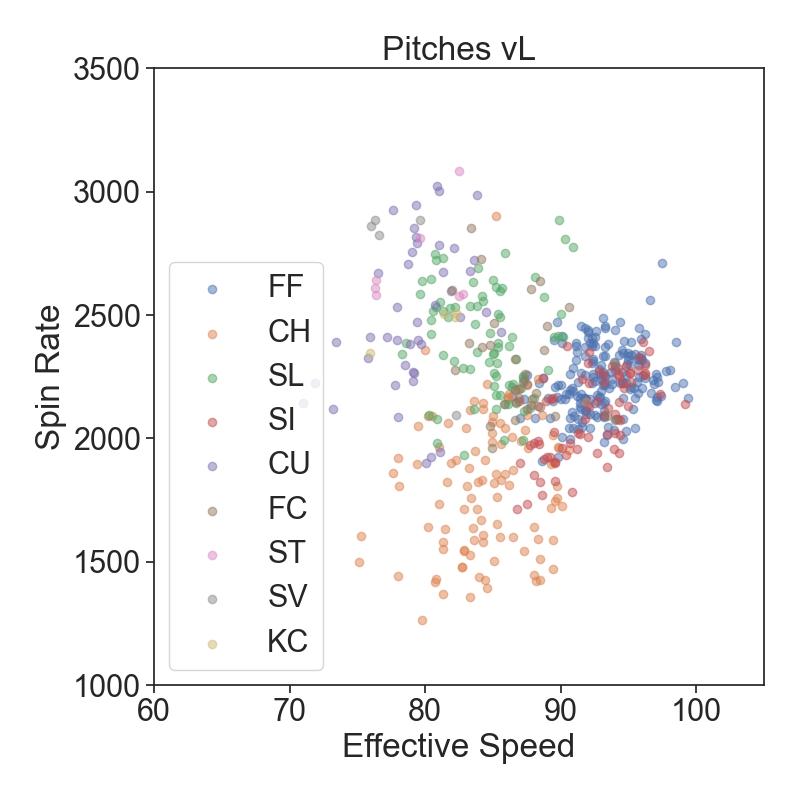 Pitches vL
3500
3000
2500
2000
1500
1000
Spin Rate
FF
CH
SL
SI
CU
FC
ST
SV
KC
60 70 80 90 100
Effective Speed